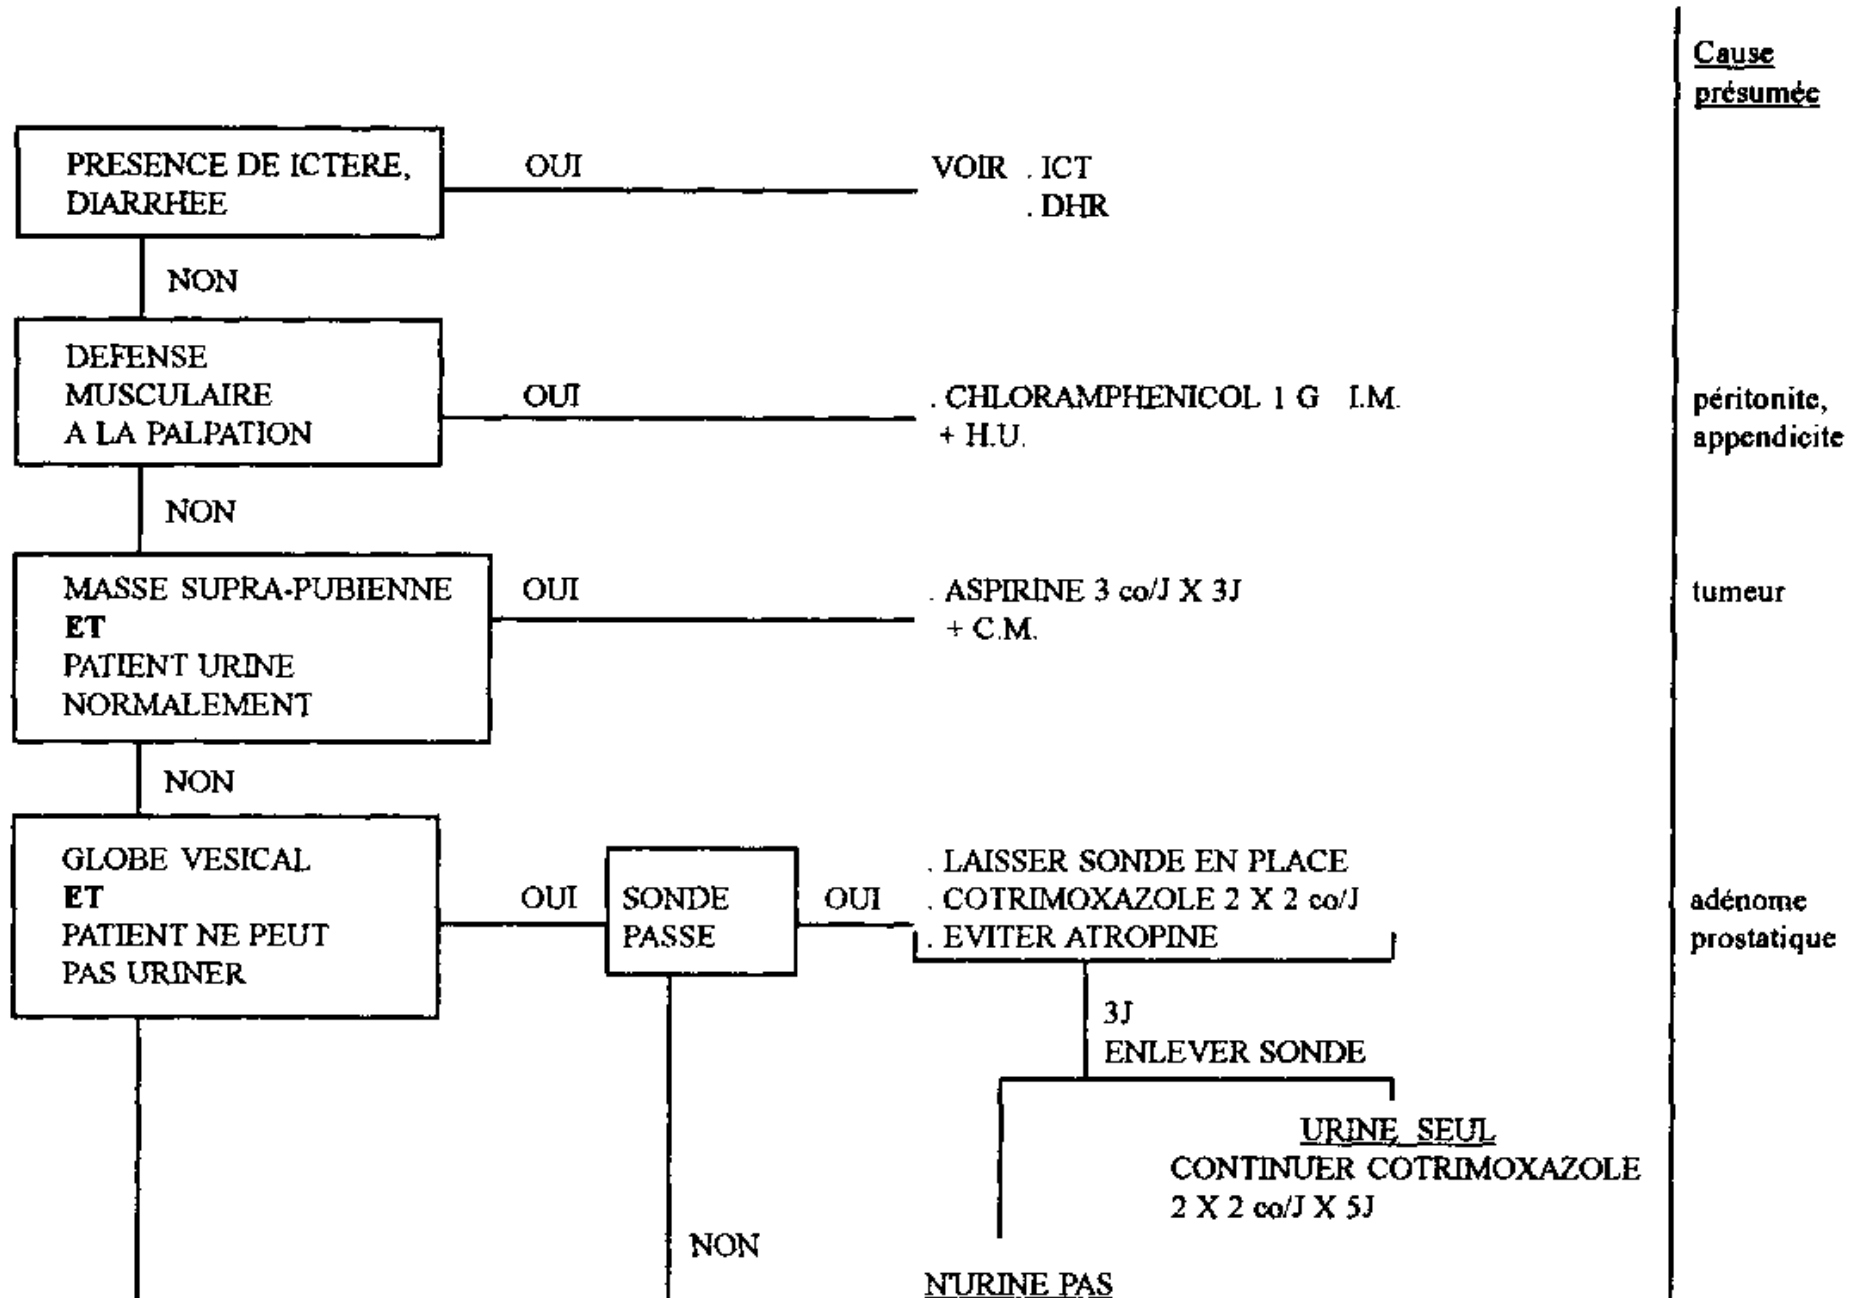 Cause
présumée
PRESENCE DE ICTERE,
DIARRHEE
OUI
VOIR . ICT
. DHR
NON
DEFENSE
MUSCULAIRE
A LA PALPATION
OUI
. CHLORAMPHENICOL 1 G I.M.
+ H.U.
péritonite,
appendicite
NON
MASSE SUPRA-PUBIENNE
ET
PATIENT URINE
NORMALEMENT
OUI
. ASPIRINE 3 co/J X 3J
+ C.M.
tumeur
NON
GLOBE VESICAL
ET
PATIENT NE PEUT
PAS URINER
OUI
SONDE
PASSE
OUI
. LAISSER SONDE EN PLACE
. COTRIMOXAZOLE 2 X 2 co/J
. EVITER ATROPINE
adénome
prostatique
3J
ENLEVER SONDE
URINE SEUL
CONTINUER COTRIMOXAZOLE
2 X 2 co/J X 5J
NON
N'URINE PAS